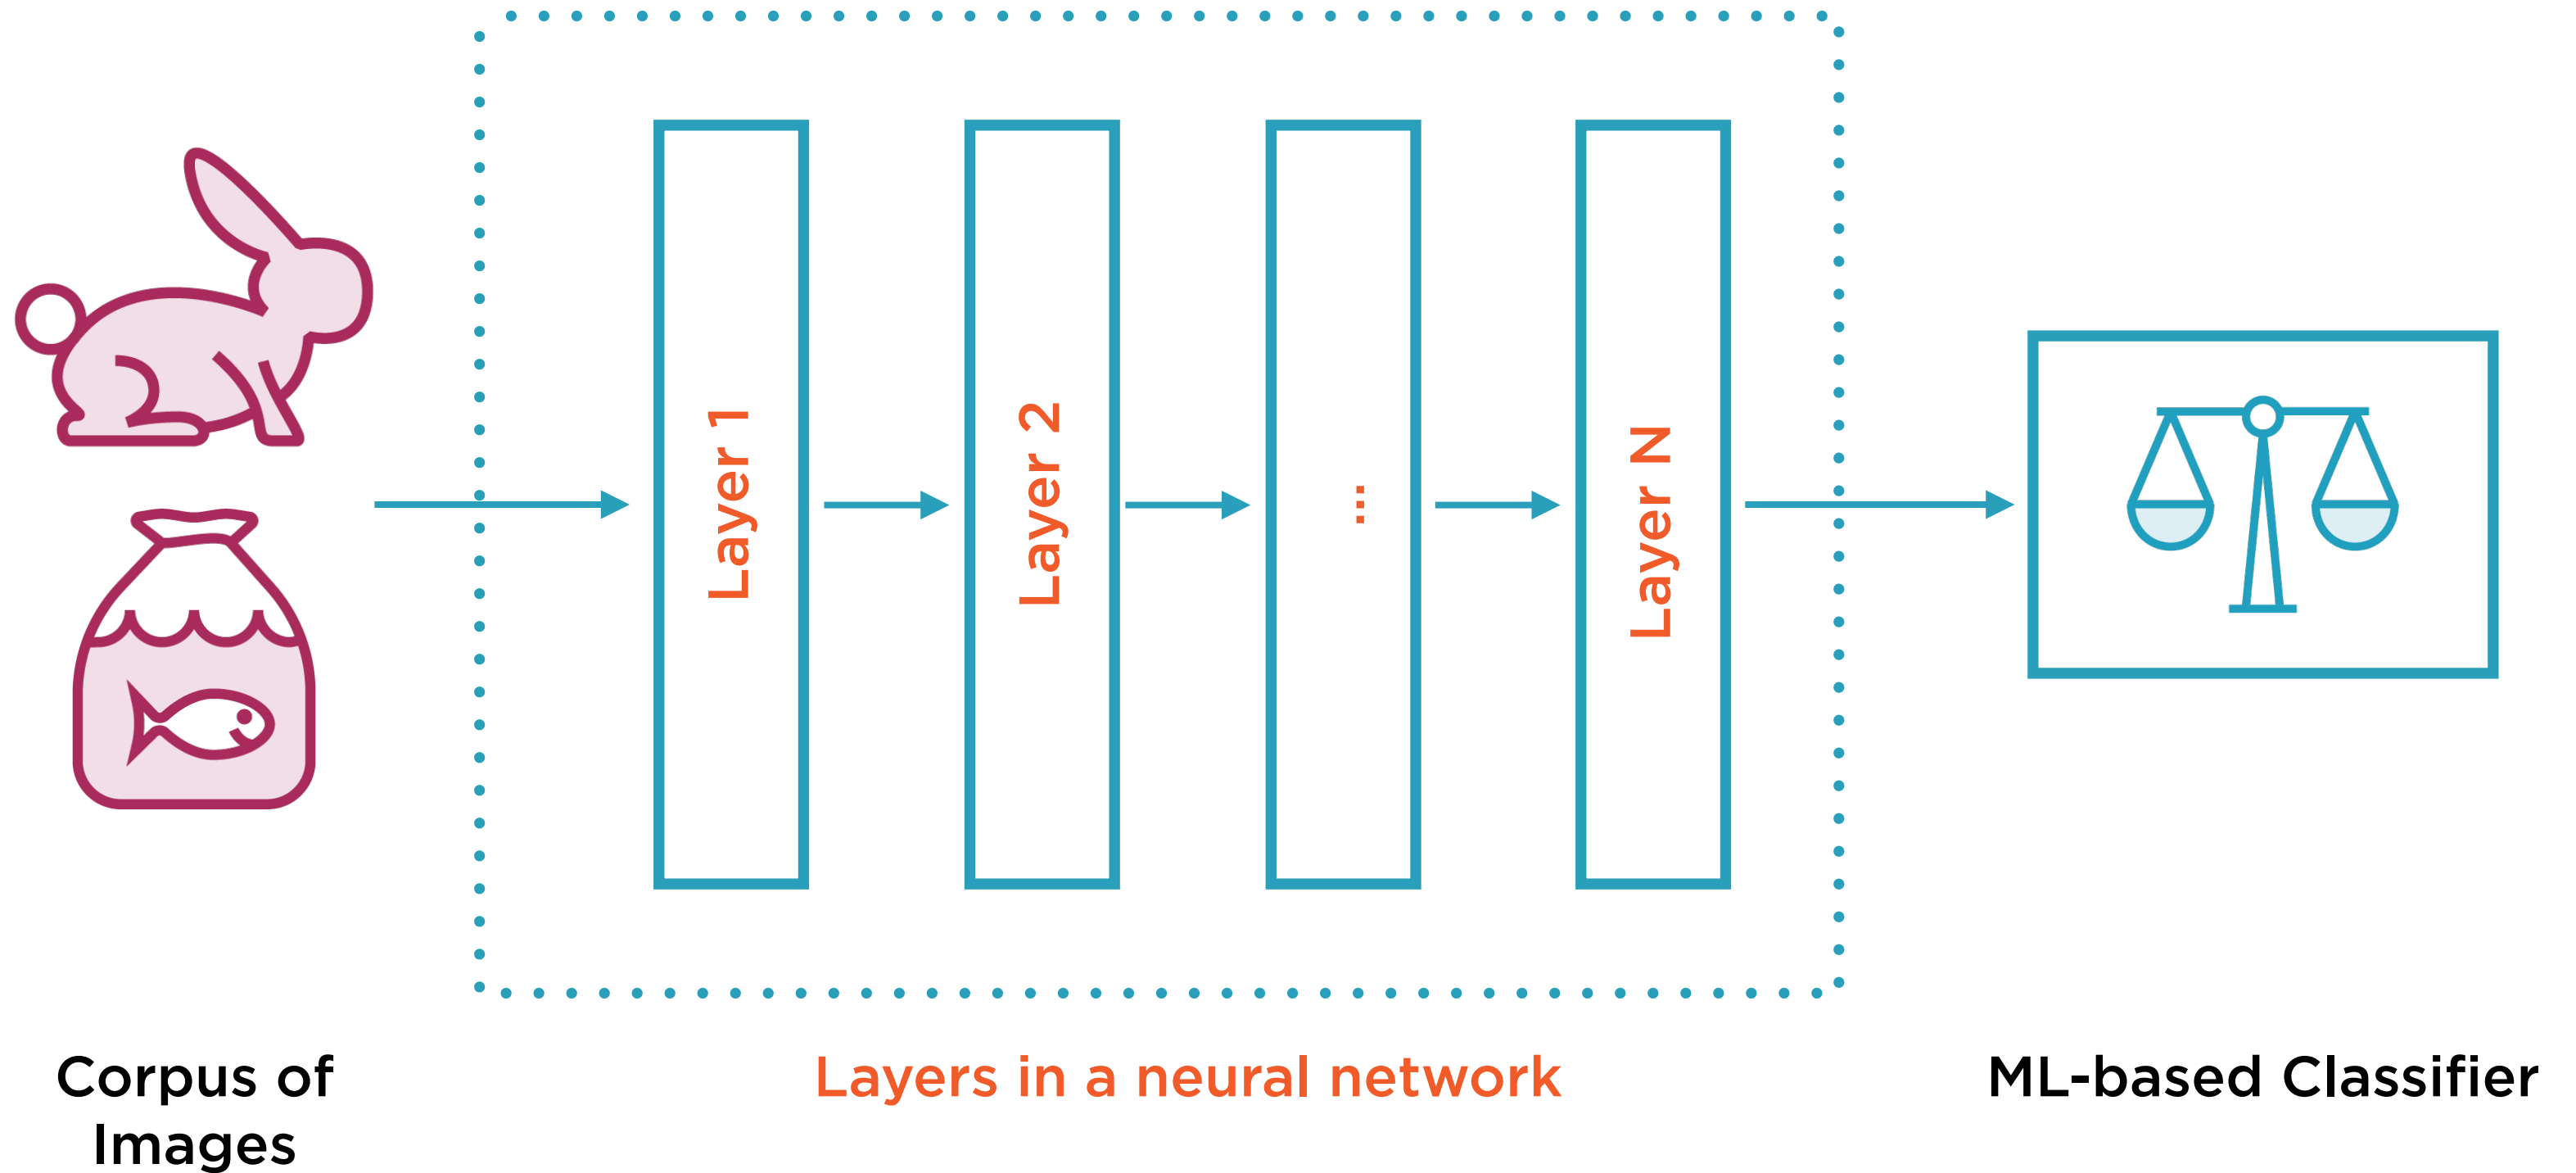 Layer 1
Layer 2
...
Layer N
Corpus of
Images
Layers in a neural network
ML-based Classifier